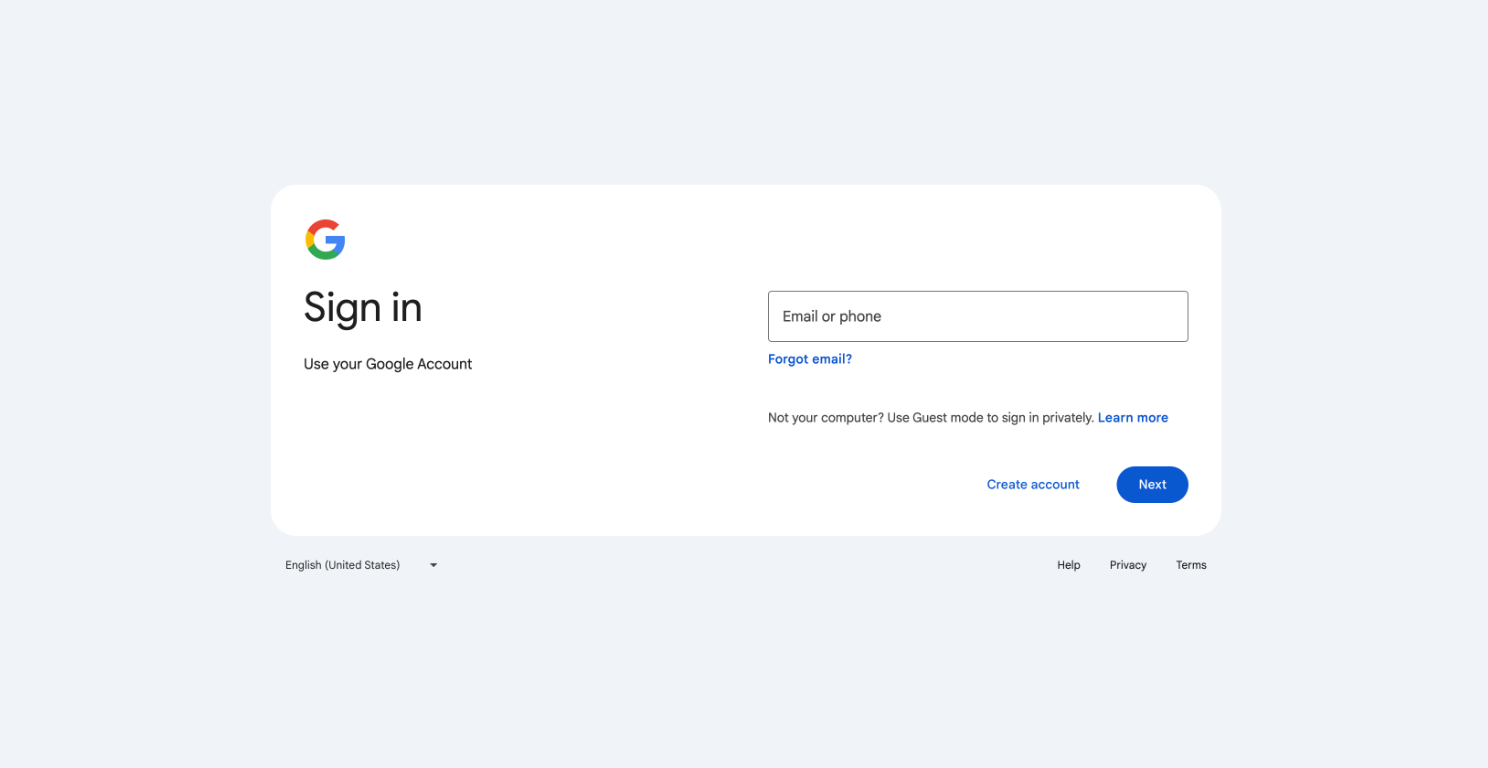 Sign in
Use your Google Account
Email or phone
Forgot email?
Not your computer? Use Guest mode to sign in privately. Learn more
Create account
Next
English (United States)
Help
Privacy
Terms